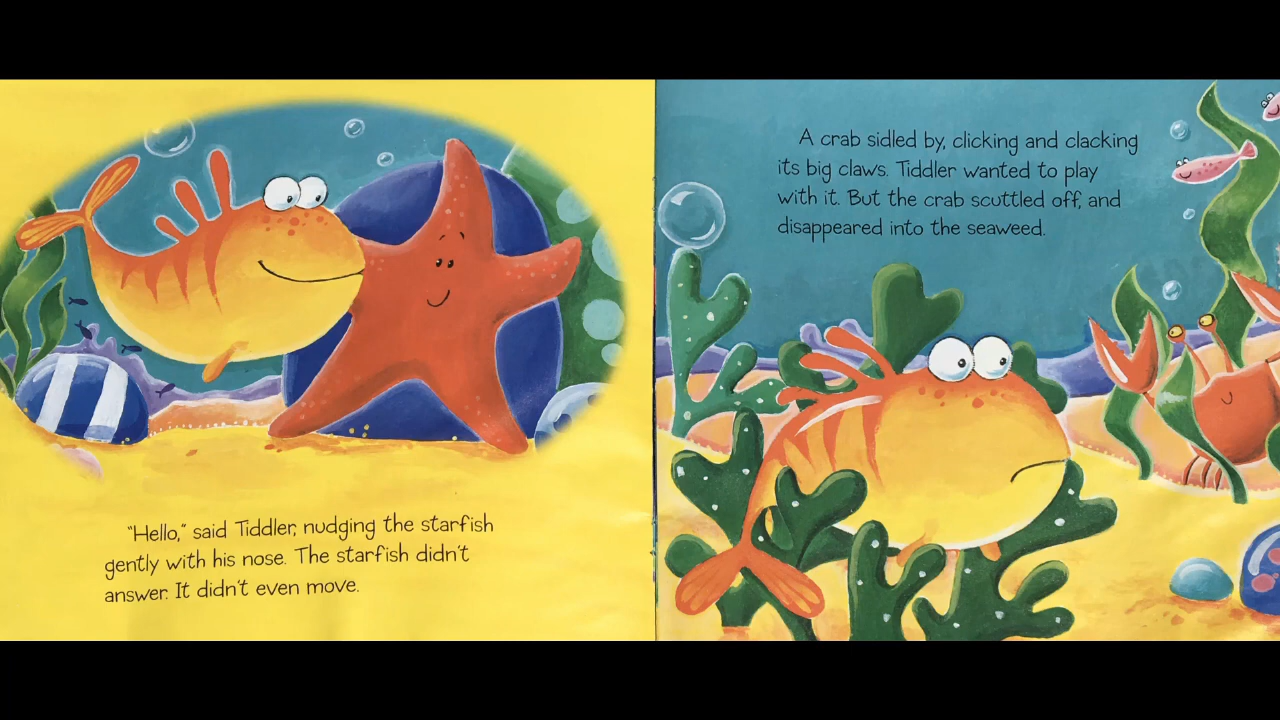 "Hello," said Tiddler, nudging the starfish
gently with his nose. The starfish didn't
answer. It didn't even move.
A crab sidled by, clicking and clacking
its big claws. Tiddler wanted to play
with it. But the crab scuttled off, and
disappeared into the seaweed.